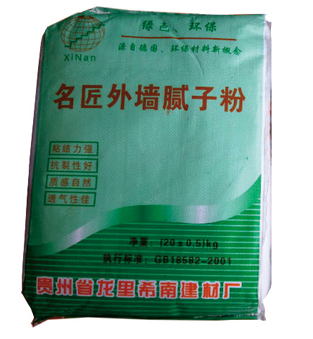 绿色、环保
源自德国、环保材料新概念
XiNan
名匠外墙腻子粉
粘结力强
抗裂性好
质感自然
透气性佳
净重 (20±0.5)kg
执行标准:GB18582-2001
贵州省龙里希南建材厂